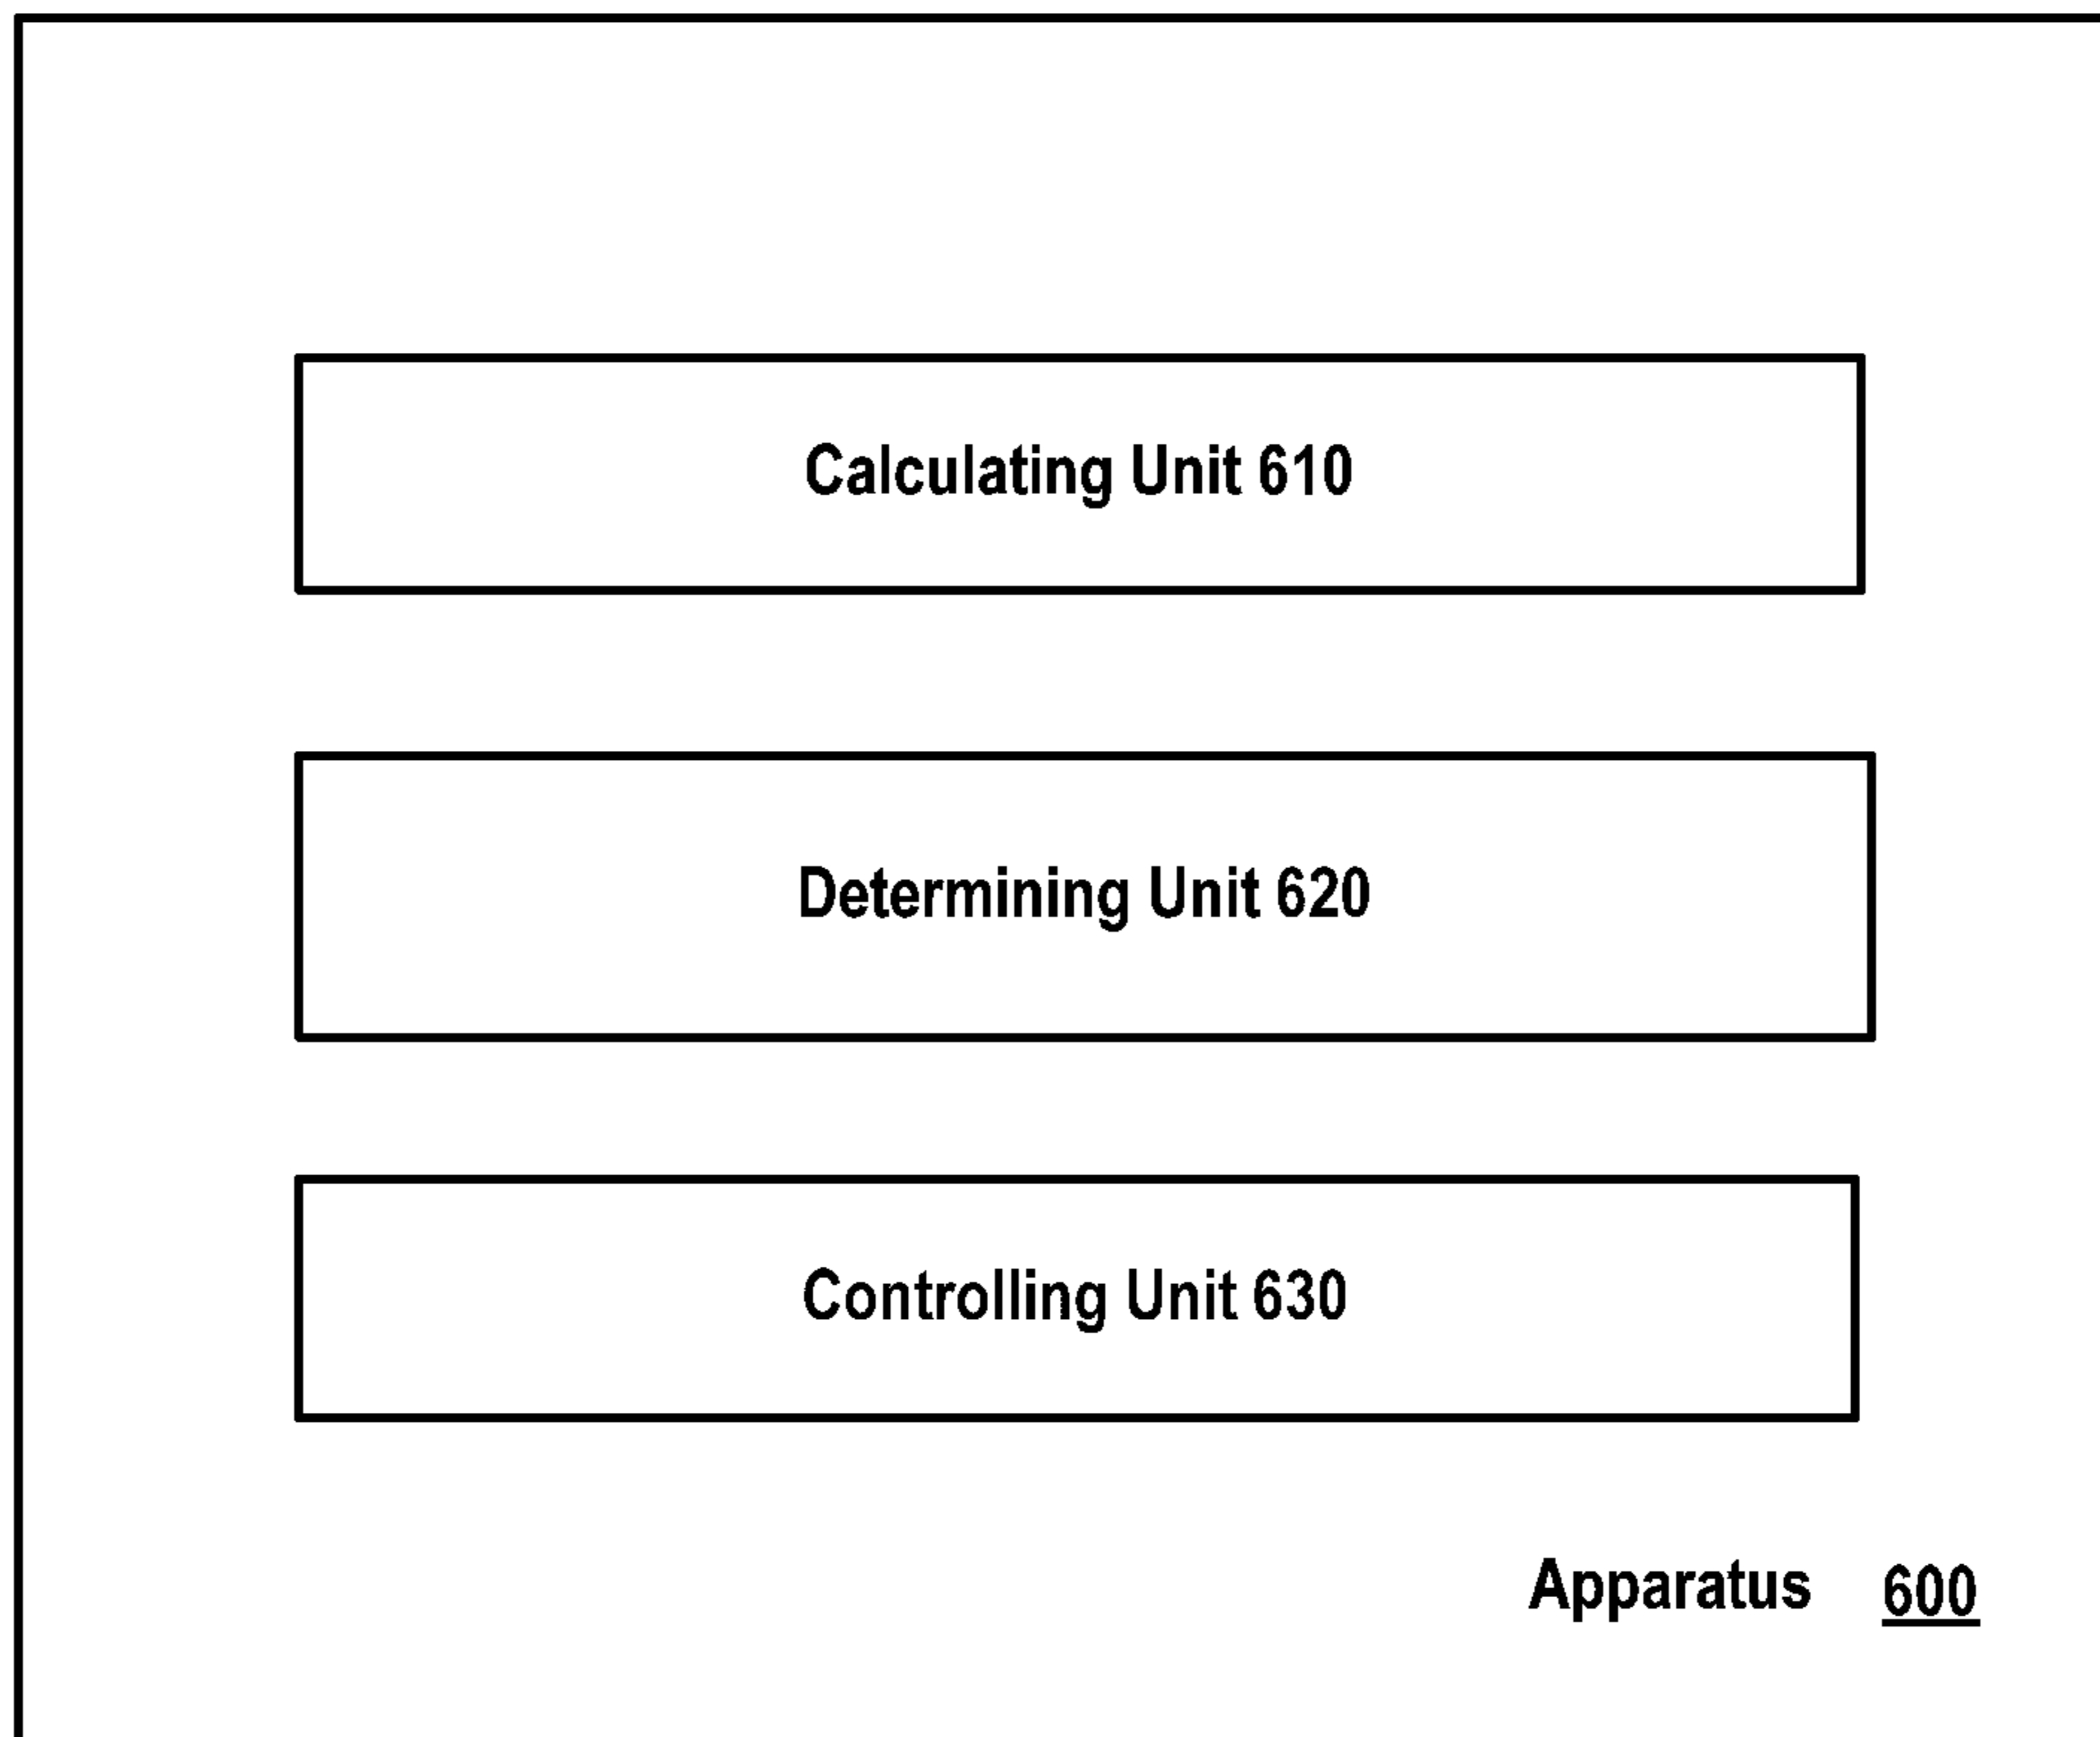 Calculating Unit 610
Determining Unit 620
Controlling Unit 630
Apparatus 600